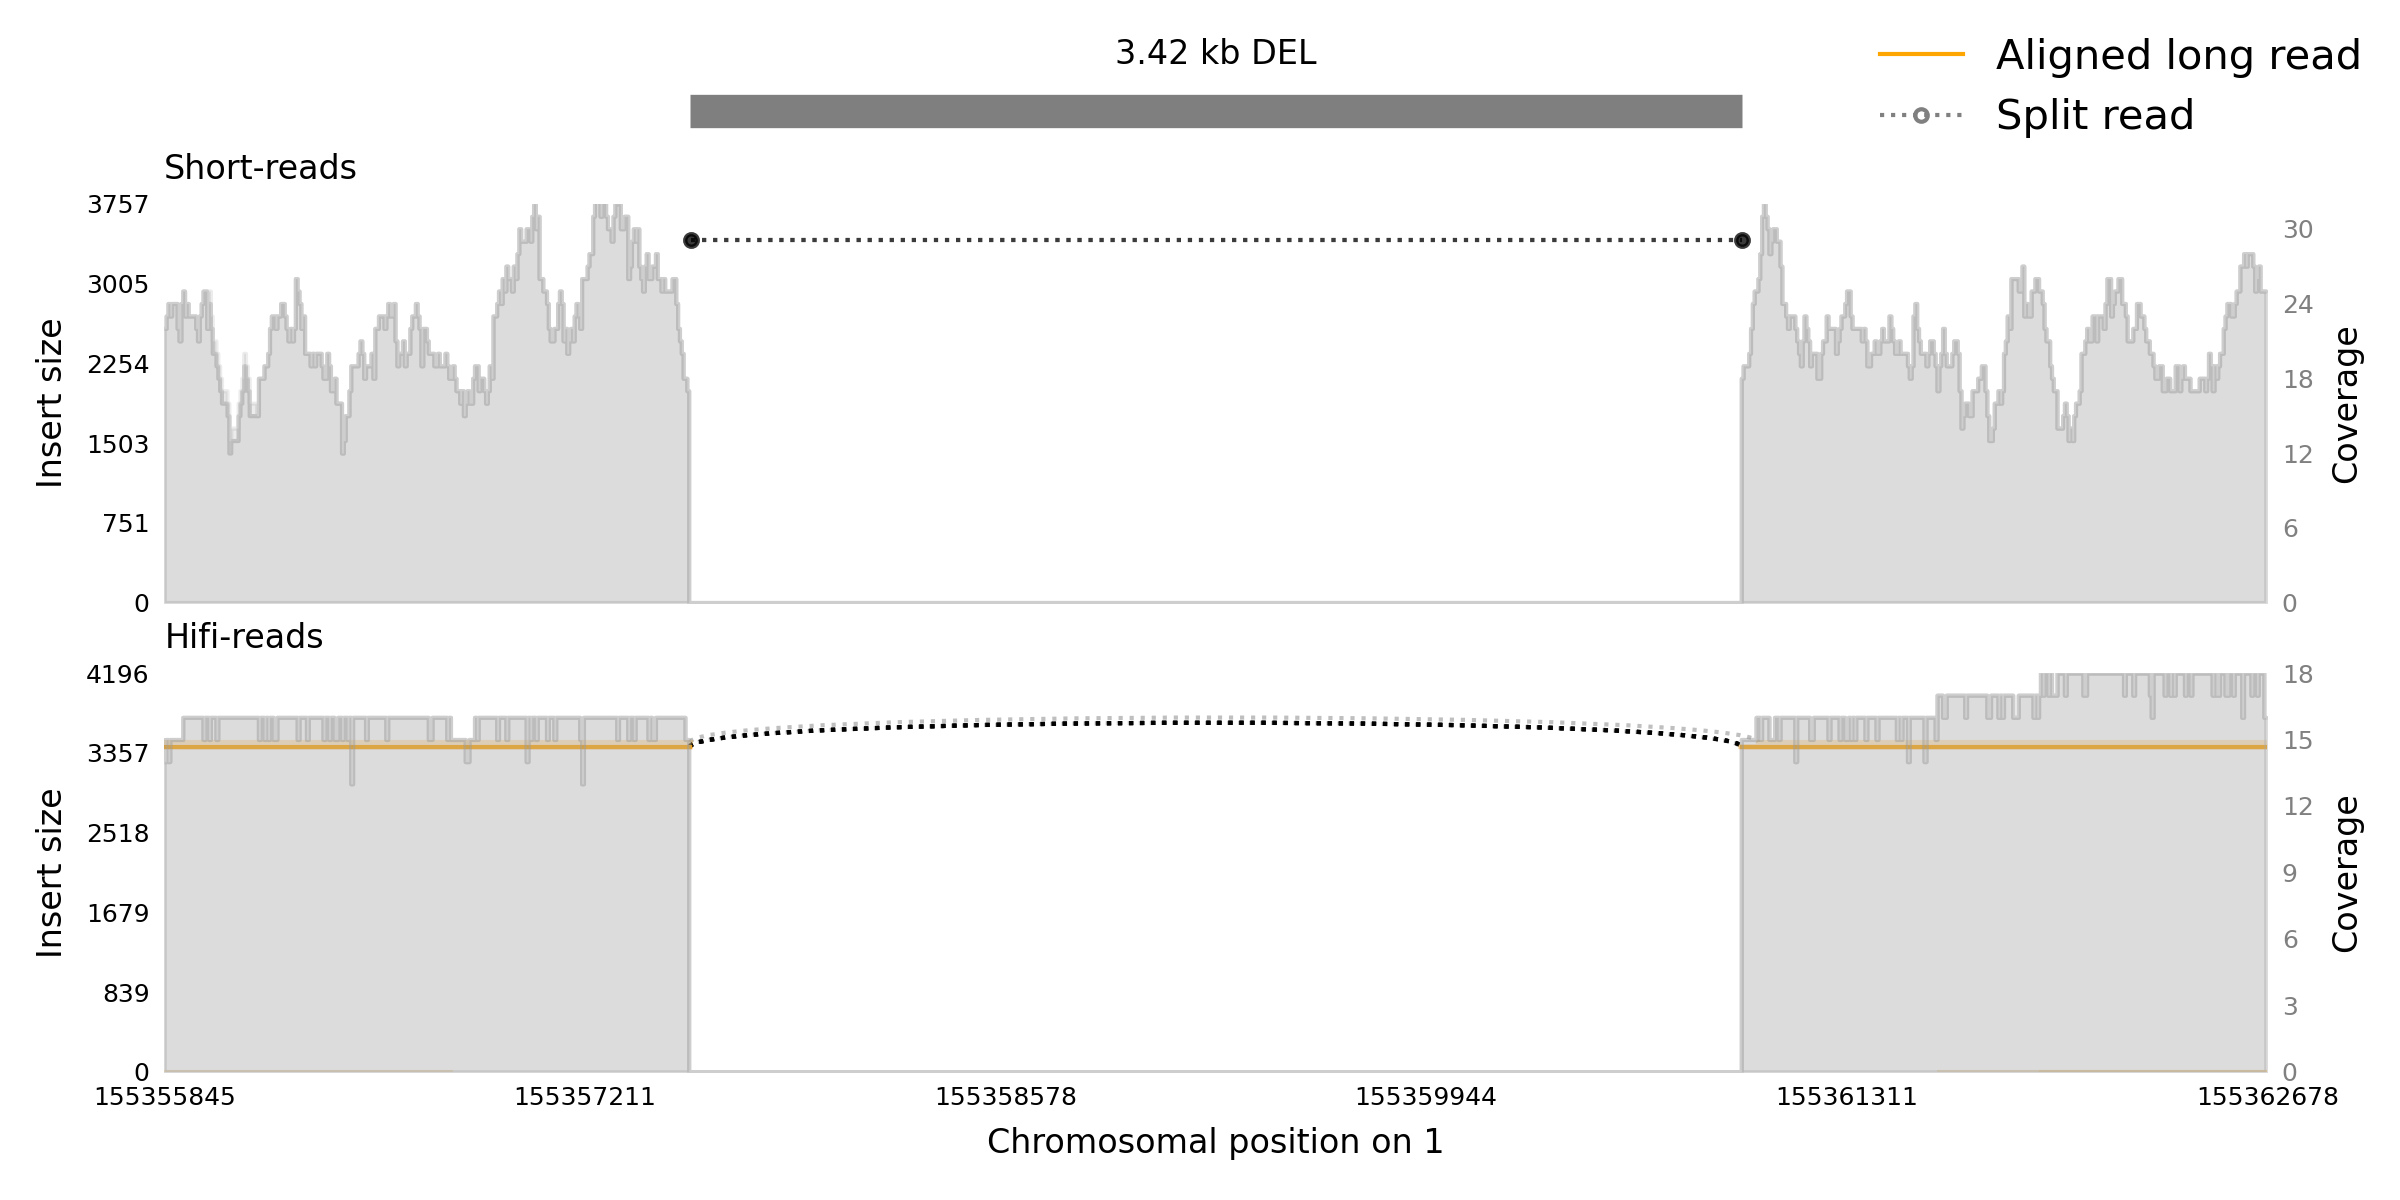 3.42 kb DEL
Aligned long read
Split read
Short-reads
3757
3005
2254
1503
751
0
Insert size
30
24
18
12
6
0
Coverage
Hifi-reads
4196
3357
2518
1679
839
0
Insert size
18
15
12
9
6
3
0
Coverage
155355845 155357211 155358578 155359944 155361311 155362678
Chromosomal position on 1